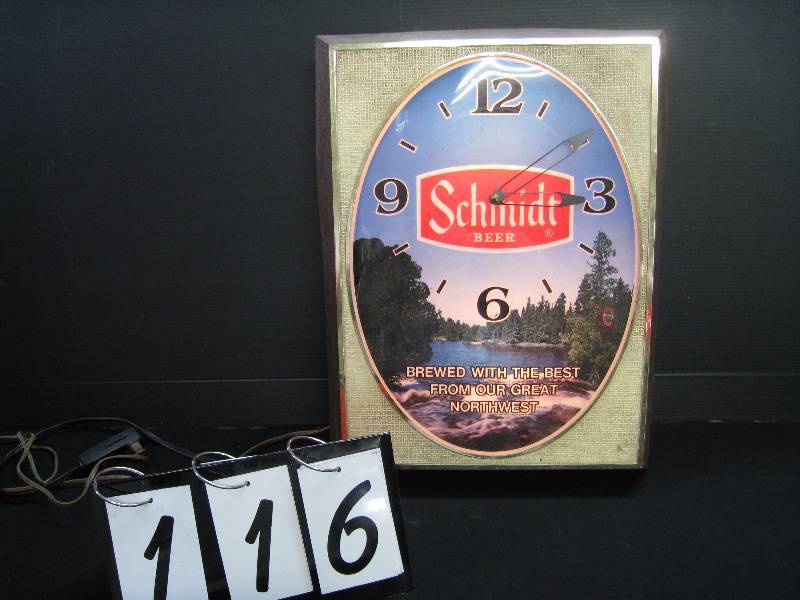 12
9
3
Schmidt
BEER
®
6
BREWED WITH THE BEST
FROM OUR GREAT
NORTHWEST
116